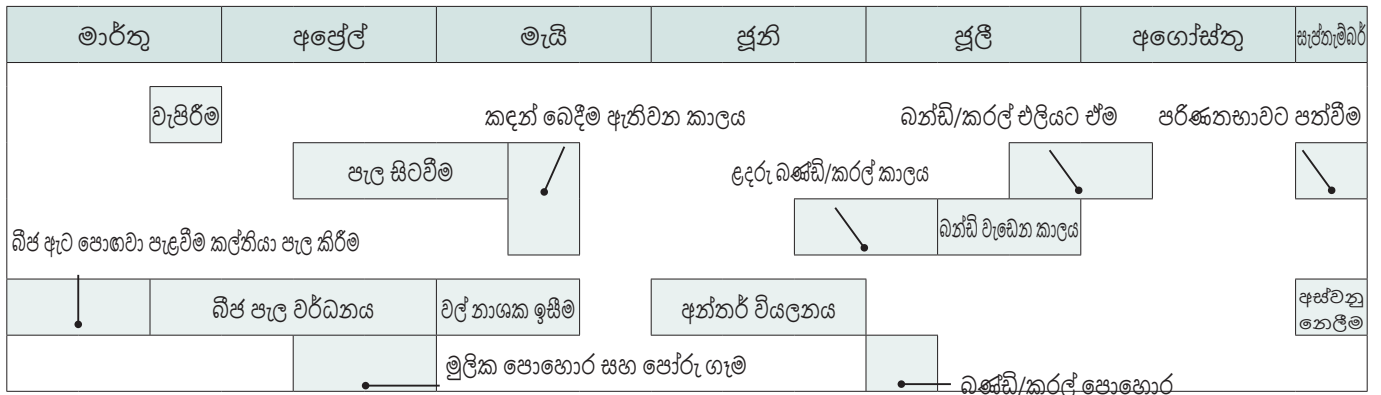 මාර්තු අප්‍රේල් මැයි ජූනි ජූලි අගෝස්තු සැප්තැම්බර්
වැපිරීම
කඳන් බෙදීම ඇතිවන කාලය
බන්ඩි/කරල් එලියට ඒම
පරිණතභාවට පත්වීම
පැල සිටවීම
ළදරු බණ්ඩි/කරල් කාලය
බන්ඩි වැඩෙන කාලය
බීජ ඇට පොඟවා පැළවීම කල්තියා පැල කිරීම
බීජ පැල වර්ධනය
වල් නාශක ඉසීම
අන්තර් වියලනය
අස්වනු
නෙලීම
මුලික පොහොර සහ පෝරු ගෑම
බණ්ඩි/කරල් පොහොර